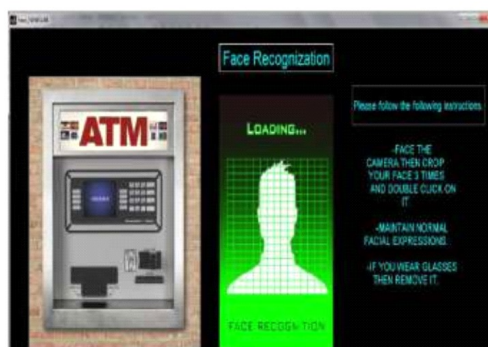 Face Recognization
ATM
LOADING...
FACE RECOGNITION
Please follow the following instructions
-FACE THE
CAMERA THEN CROP
YOUR FACE 3 TIMES
AND DOUBLE CLICK ON
IT
-MAINTAIN NORMAL
FACIAL EXPRESSIONS.
-IF YOU WEAR GLASSES
THEN REMOVE IT.